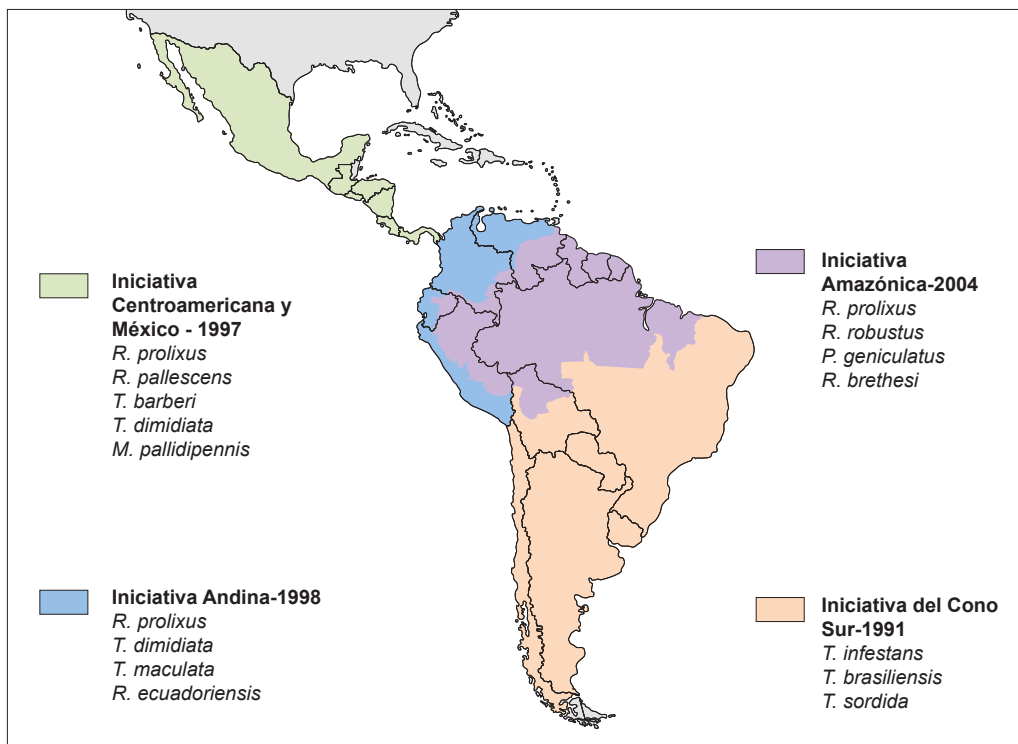 Iniciativa
Centroamericana y
México - 1997
R. prolixus
R. pallescens
T. barberi
T. dimidiata
M. pallidipennis
Iniciativa
Amazónica-2004
R. prolixus
R. robustus
P. geniculatus
R. brethesi
Iniciativa Andina-1998
R. prolixus
T. dimidiata
T. maculata
R. ecuadoriensis
Iniciativa del Cono
Sur-1991
T. infestans
T. brasiliensis
T. sordida